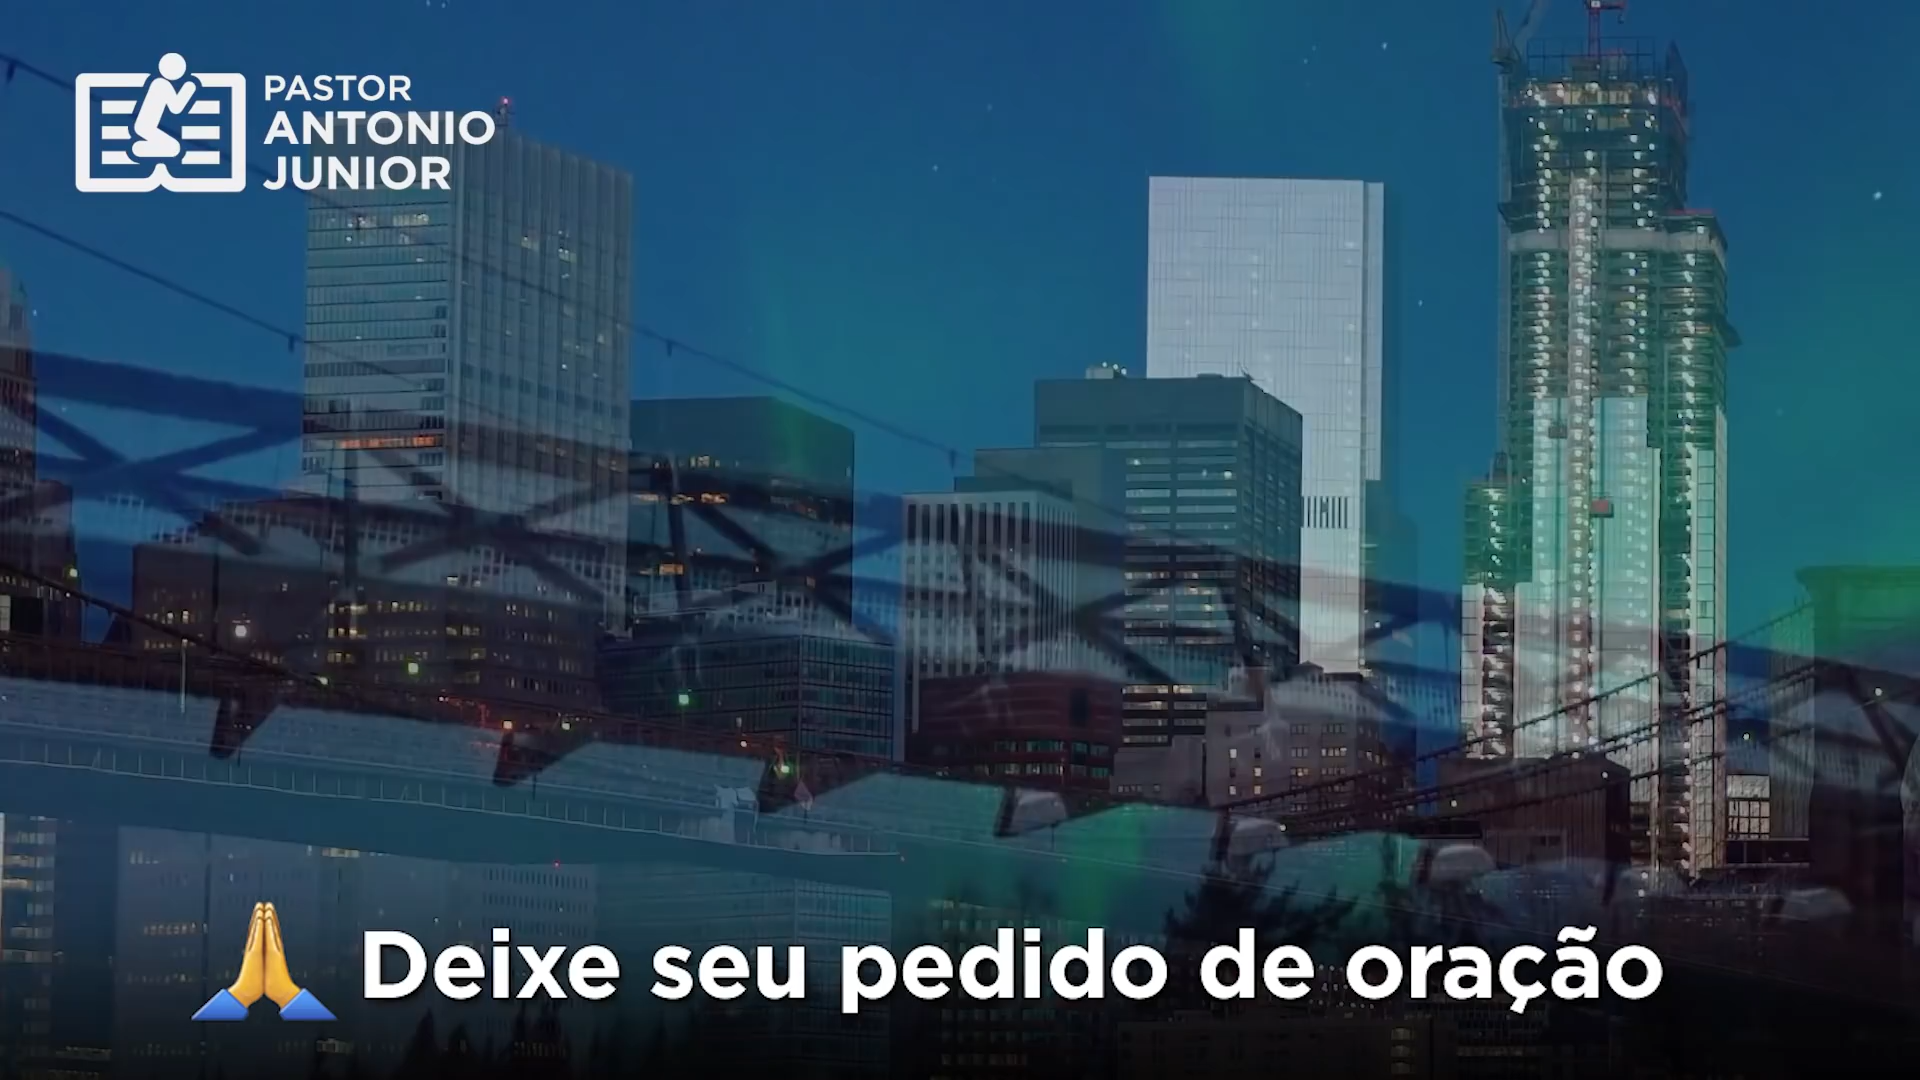 PASTOR
ANTONIO
JUNIOR
🙏 Deixe seu pedido de oração